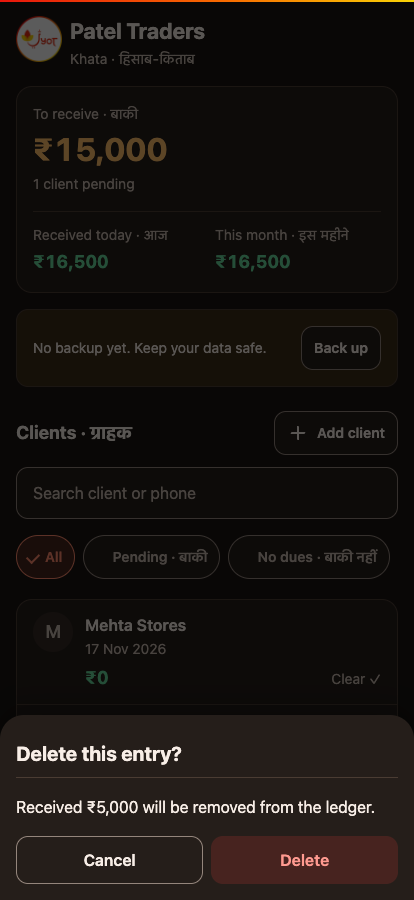 Jyot
Patel Traders
Khata · हिसाब-किताब
To receive · बाकी
₹15,000
1 client pending
Received today · आज
This month · इस महीने
₹16,500
₹16,500
No backup yet. Keep your data safe.
Back up
Clients · ग्राहक
Add client
Search client or phone
All
Pending · बाकी
No dues · बाकी नहीं
M
Mehta Stores
17 Nov 2026
₹0
Clear ✓
Delete this entry?
Received ₹5,000 will be removed from the ledger.
Cancel
Delete